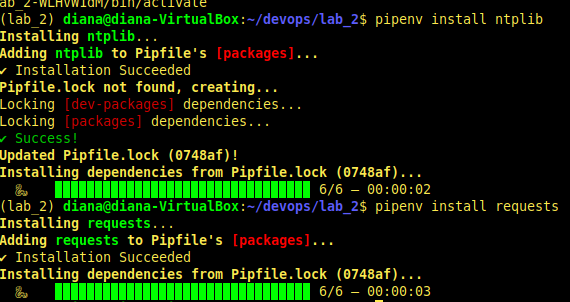 ab_2-WLHVWIdM/bin/activate
(lab_2) diana@diana-VirtualBox:~/devops/lab_2$ pipenv install ntplib
Installing ntplib...
Adding ntplib to Pipfile's [packages]...
✔ Installation Succeeded
Pipfile.lock not found, creating...
Locking [dev-packages] dependencies...
Locking [packages] dependencies...
✔ Success!
Updated Pipfile.lock (0748af)!
Installing dependencies from Pipfile.lock (0748af)...
🐍 ▉▉▉▉▉▉▉▉▉▉▉▉▉▉▉▉▉▉▉▉▉▉▉▉▉▉▉▉▉▉▉▉ 6/6 — 00:00:02
(lab_2) diana@diana-VirtualBox:~/devops/lab_2$ pipenv install requests
Installing requests...
Adding requests to Pipfile's [packages]...
✔ Installation Succeeded
Installing dependencies from Pipfile.lock (0748af)...
🐍 ▉▉▉▉▉▉▉▉▉▉▉▉▉▉▉▉▉▉▉▉▉▉▉▉▉▉▉▉▉▉▉▉ 6/6 — 00:00:03